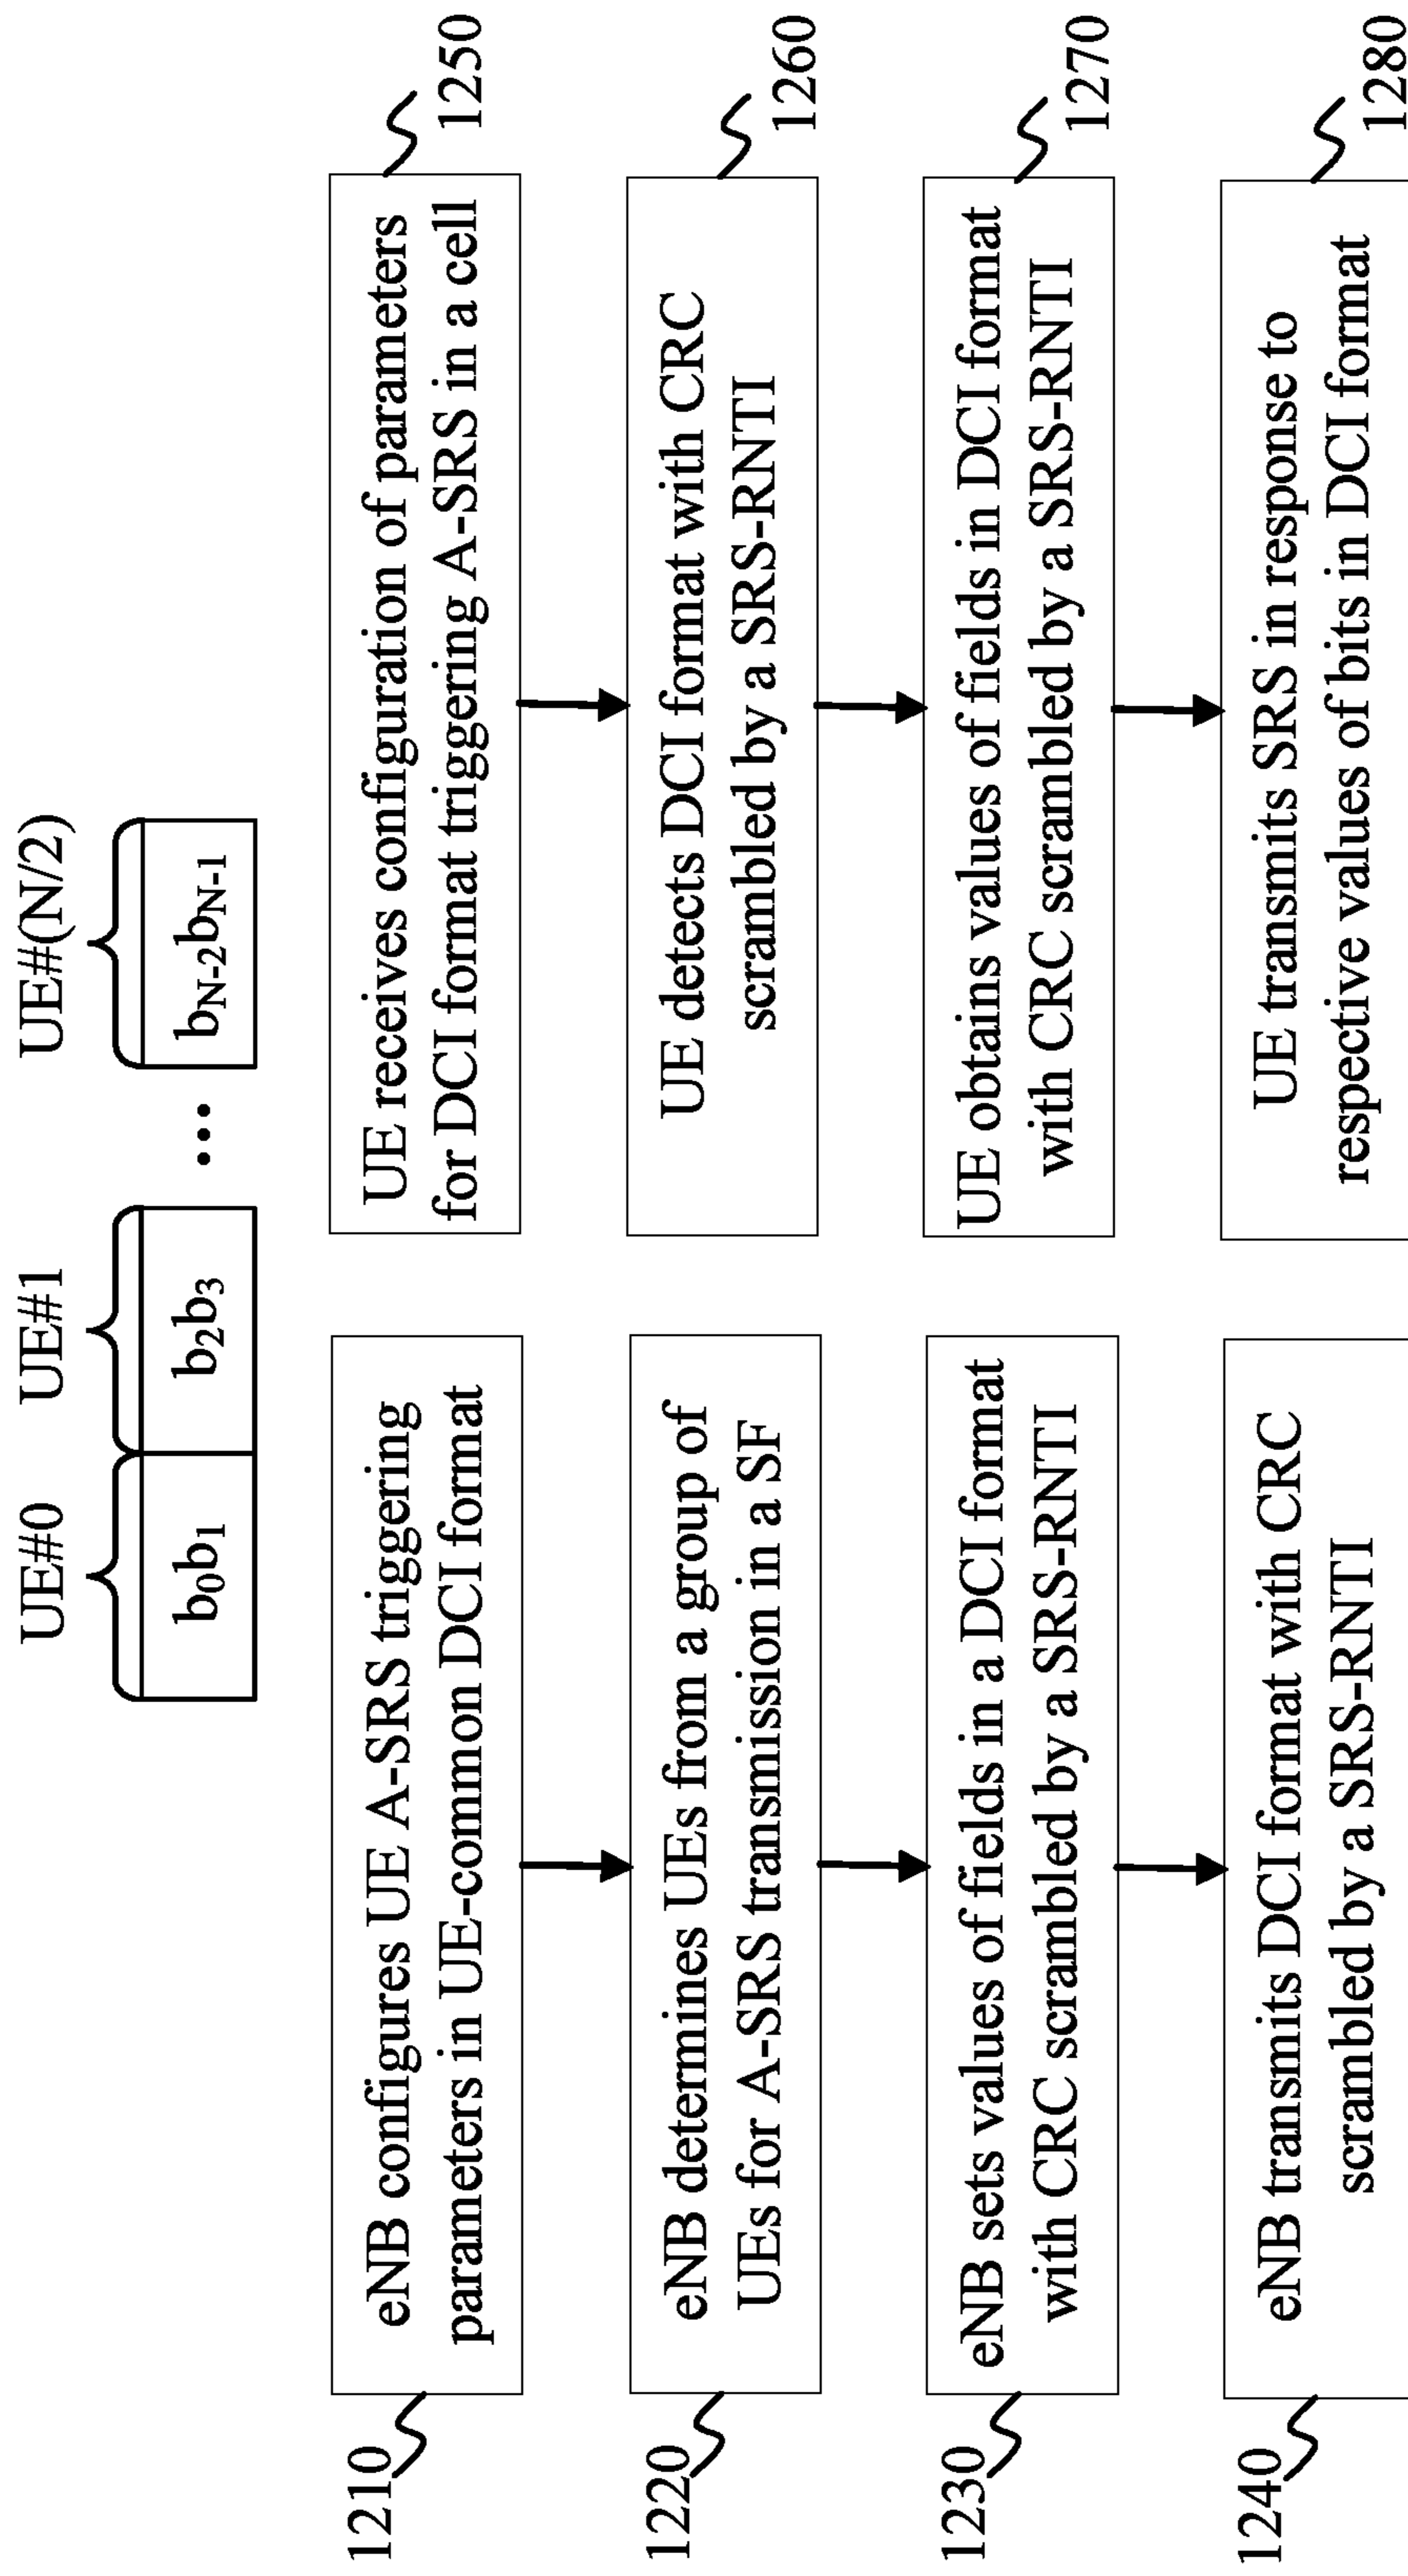 UE#0 UE#1 UE#(N/2)
b₀b₁ b₂b₃ ... b_N-2b_N-1
1210
eNB configures UE A-SRS triggering
parameters in UE-common DCI format
1220
eNB determines UEs from a group of
UEs for A-SRS transmission in a SF
1230
eNB sets values of fields in a DCI format
with CRC scrambled by a SRS-RNTI
1240
eNB transmits DCI format with CRC
scrambled by a SRS-RNTI
1250
UE receives configuration of parameters
for DCI format triggering A-SRS in a cell
1260
UE detects DCI format with CRC
scrambled by a SRS-RNTI
1270
UE obtains values of fields in DCI format
with CRC scrambled by a SRS-RNTI
1280
UE transmits SRS in response to
respective values of bits in DCI format